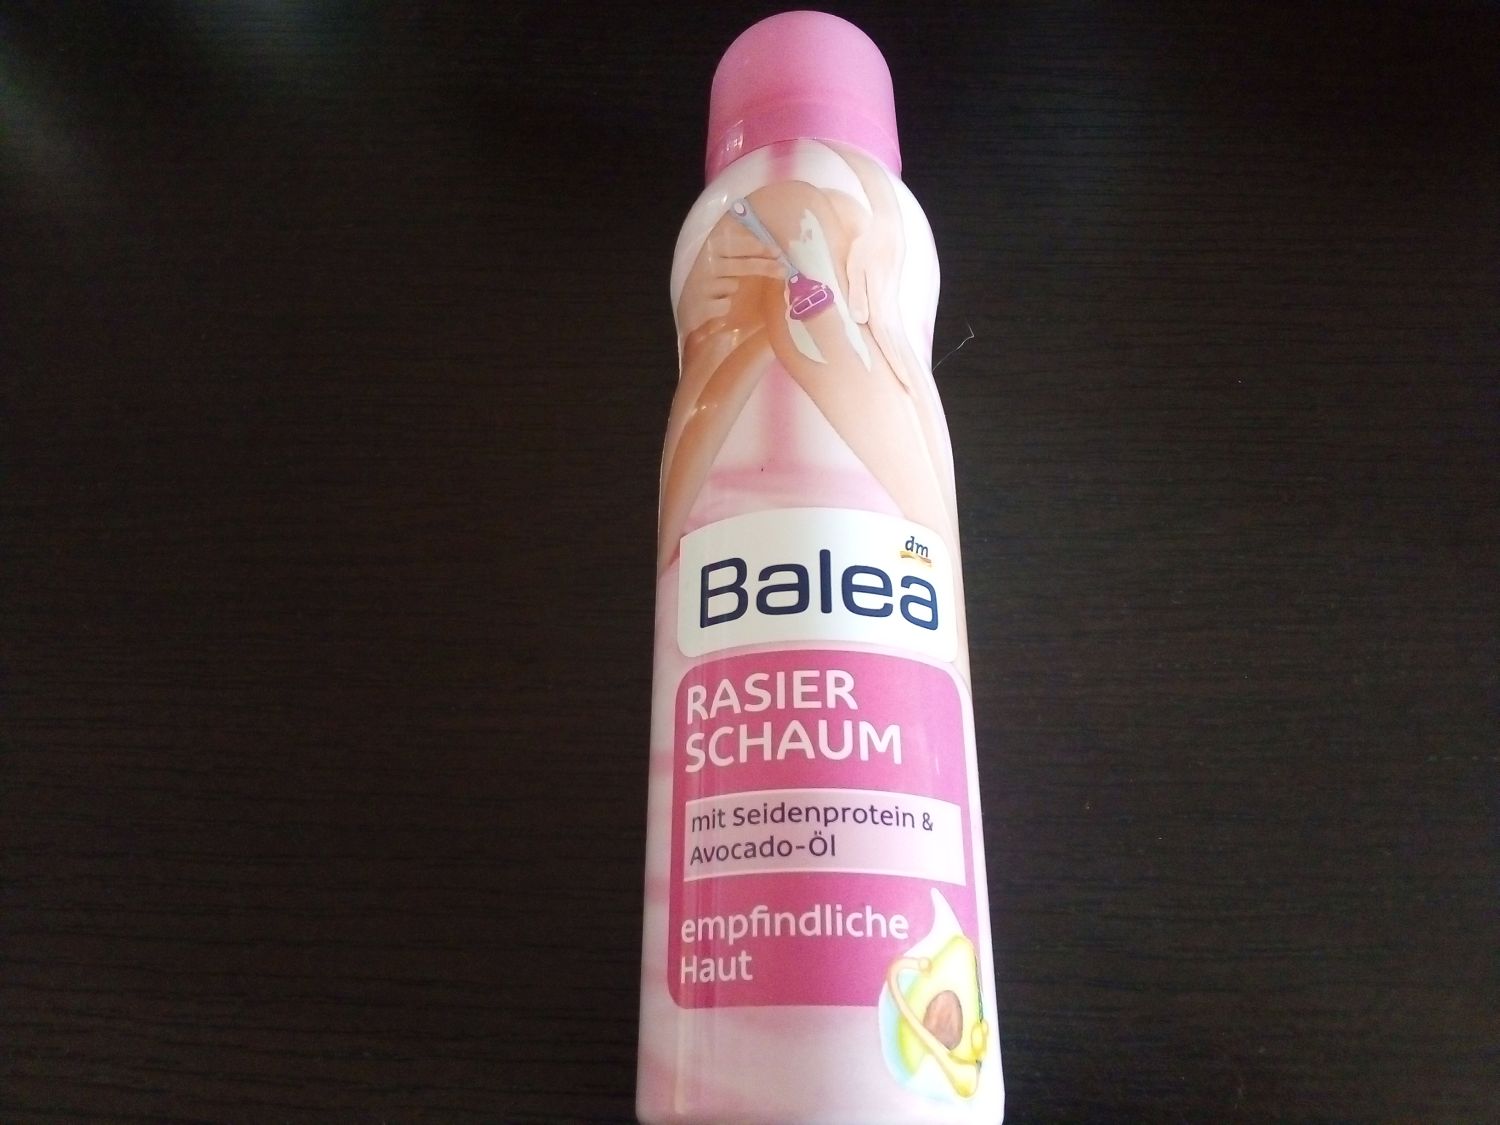 dm
Balea
RASIER
SCHAUM
mit Seidenprotein &
Avocado-Öl
empfindliche
Haut